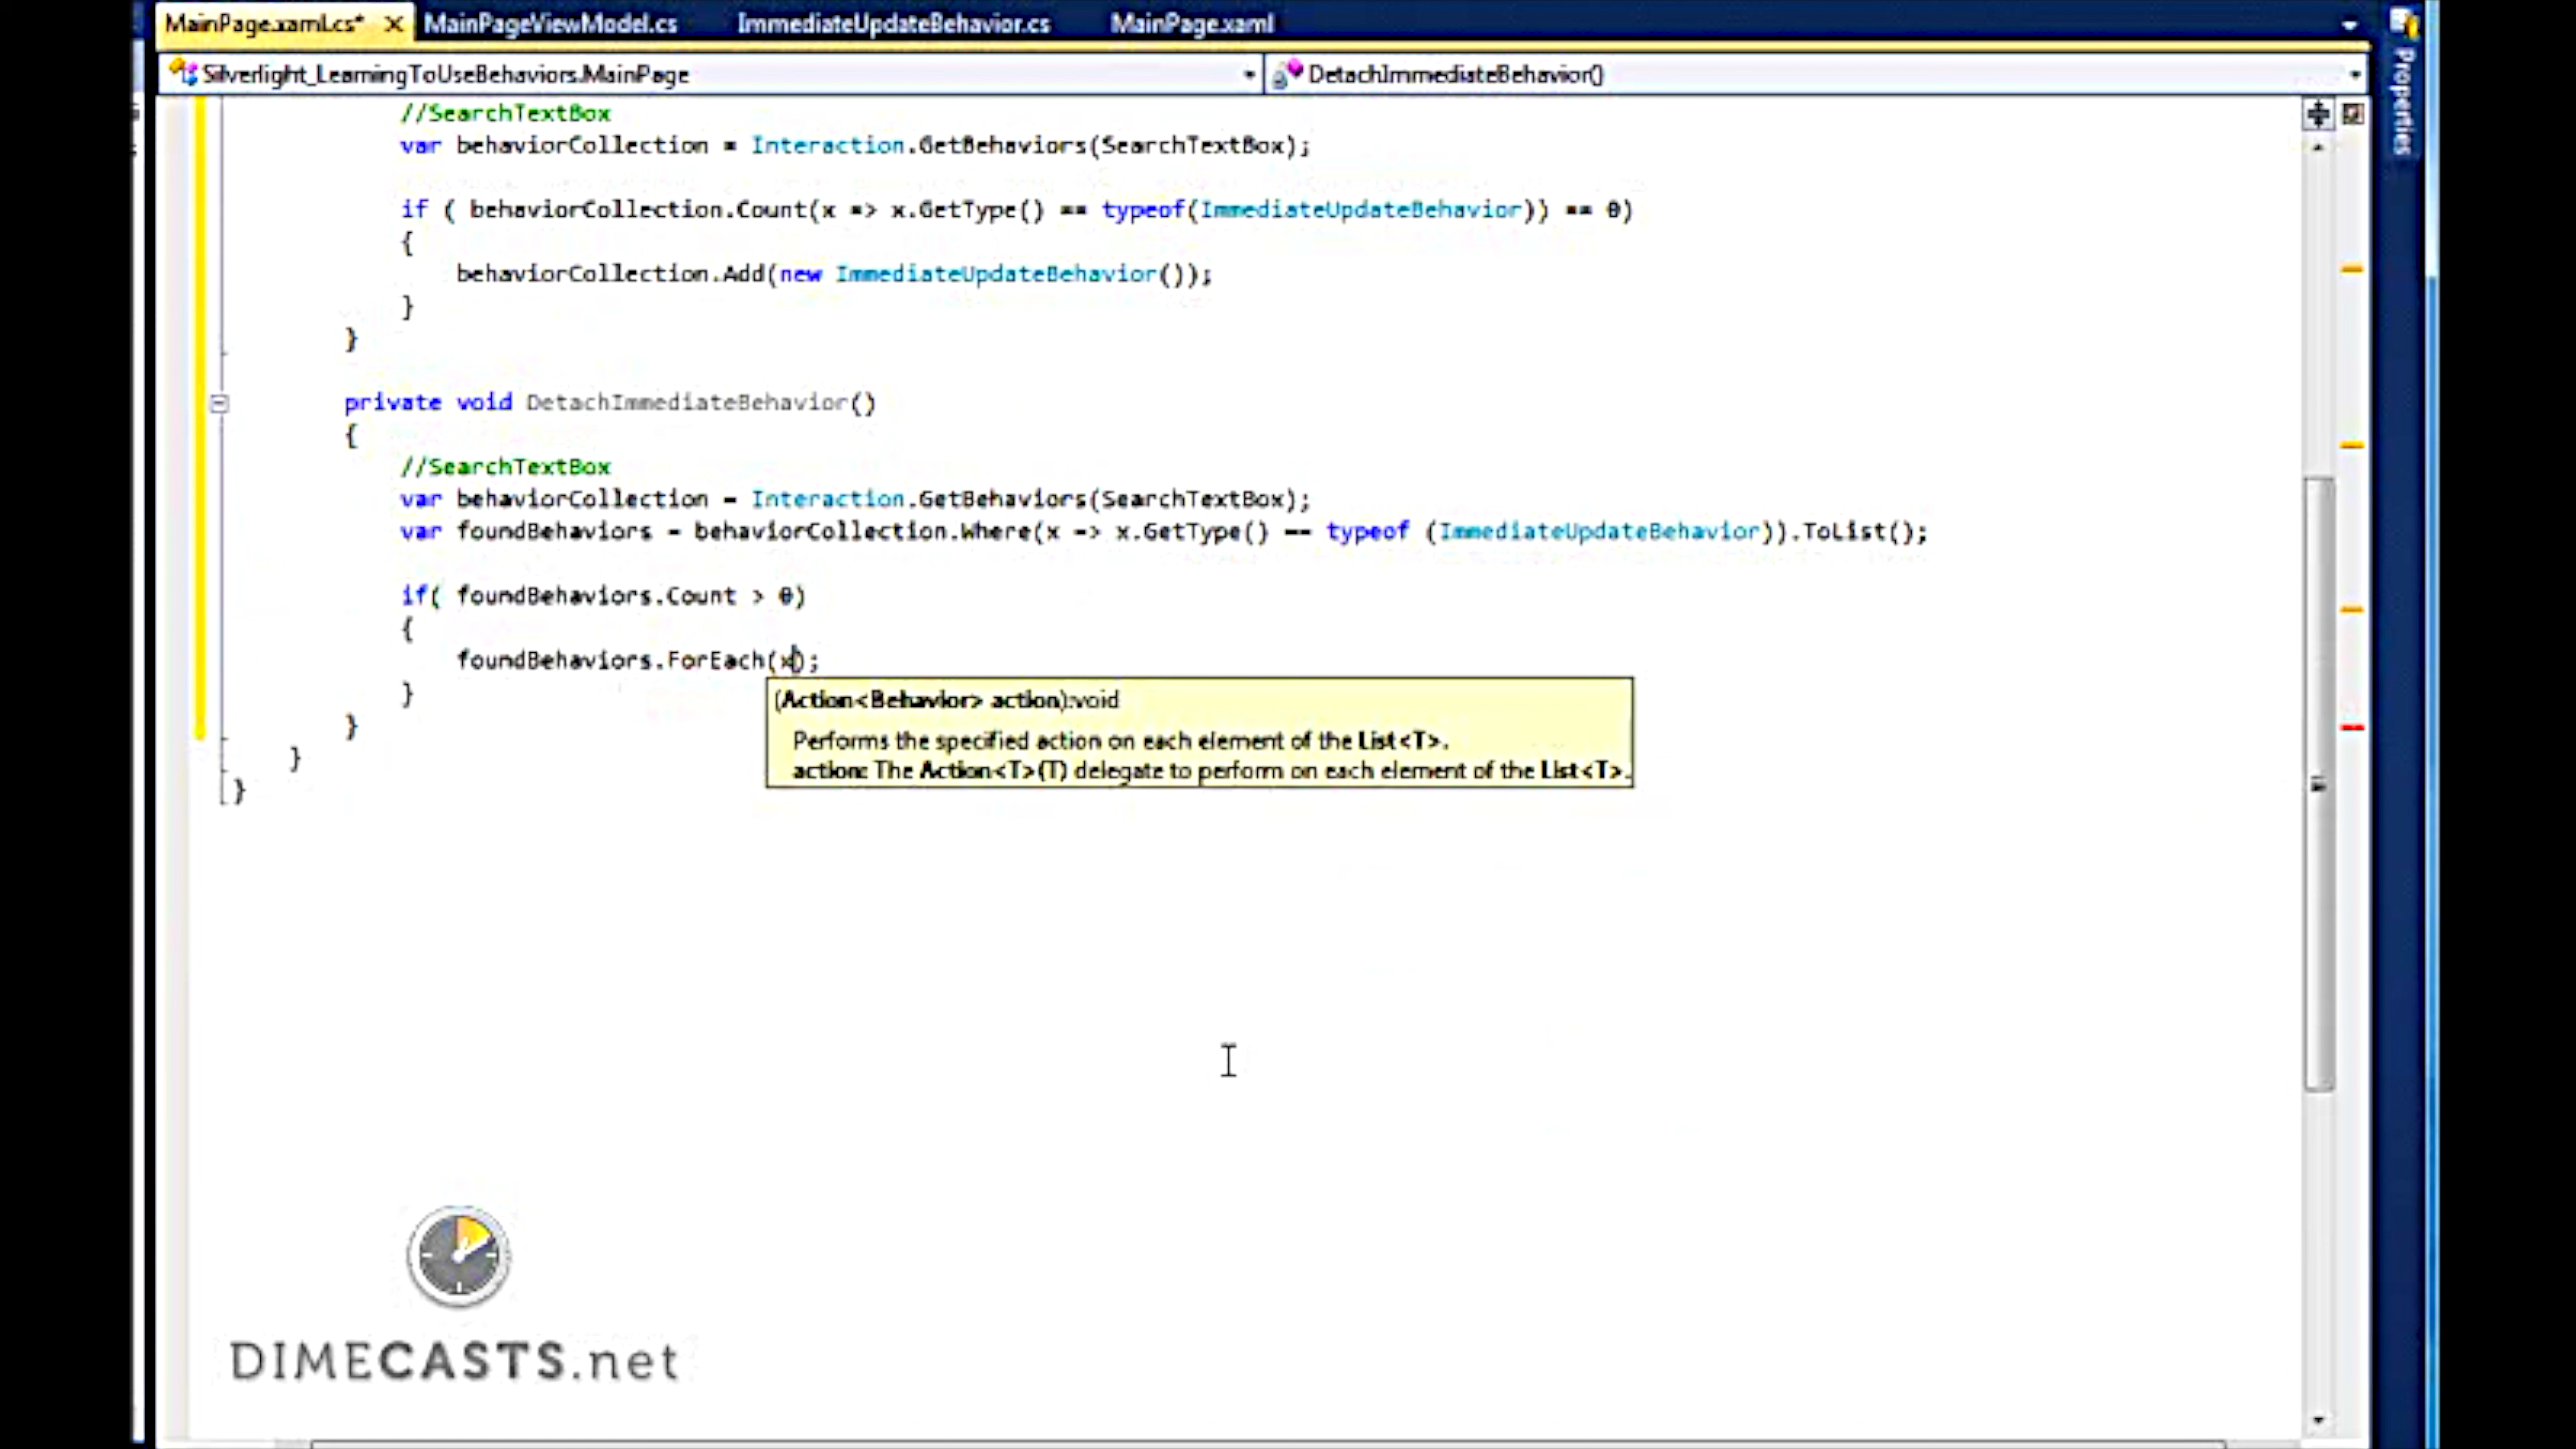 MainPage.xaml.cs* X MainPageViewModel.cs ImmediateUpdateBehavior.cs MainPage.xaml
Silverlight_LearningToUseBehaviors.MainPage DetachImmediateBehavior()
Properties
//SearchTextBox
var behaviorCollection = Interaction.GetBehaviors(SearchTextBox);
if ( behaviorCollection.Count(x => x.GetType() == typeof(ImmediateUpdateBehavior)) == 0)
{
behaviorCollection.Add(new ImmediateUpdateBehavior());
}
}
private void DetachImmediateBehavior()
{
//SearchTextBox
var behaviorCollection = Interaction.GetBehaviors(SearchTextBox);
var foundBehaviors = behaviorCollection.Where(x => x.GetType() == typeof (ImmediateUpdateBehavior)).ToList();
if( foundBehaviors.Count > 0)
{
foundBehaviors.ForEach(x);
}
}
}
}
(Action<Behavior> action):void
Performs the specified action on each element of the List<T>.
action: The Action<T>(T) delegate to perform on each element of the List<T>.
DIMECASTS.net